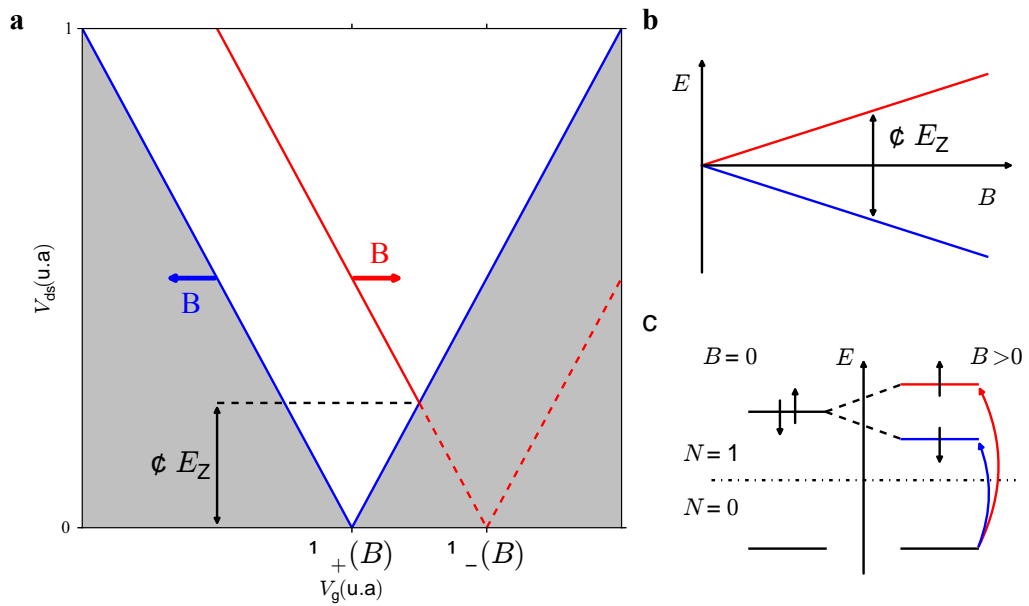 a
1
V_ds(u.a)
B
B
¢ E_Z
0
¹ +(B)
¹ −(B)
V_g(u.a)
b
E
¢ E_Z
B
c
B = 0
E
B > 0
N = 1
N = 0